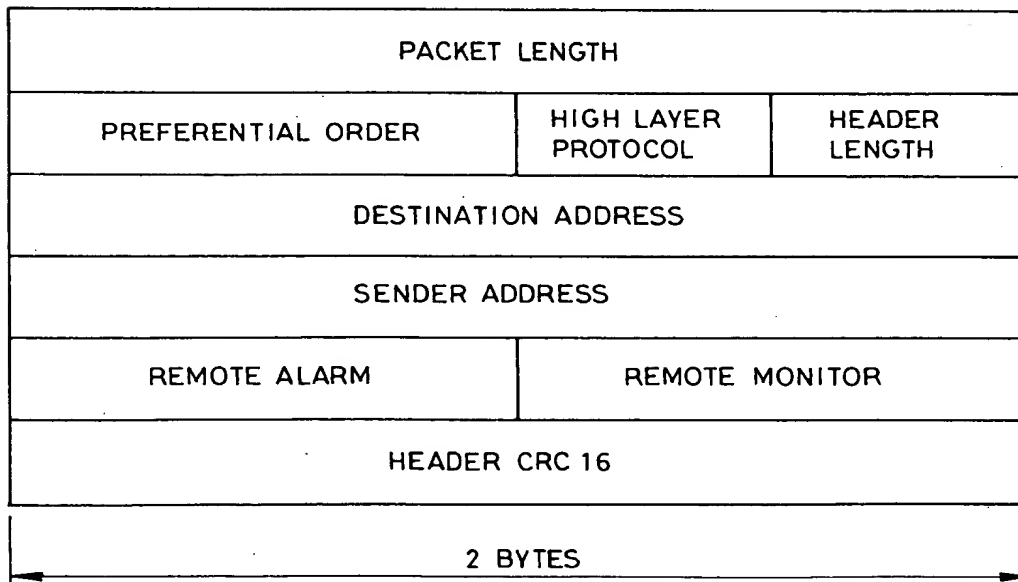 PACKET LENGTH
PREFERENTIAL ORDER
HIGH LAYER
PROTOCOL
HEADER
LENGTH
DESTINATION ADDRESS
SENDER ADDRESS
REMOTE ALARM
REMOTE MONITOR
HEADER CRC 16
2 BYTES